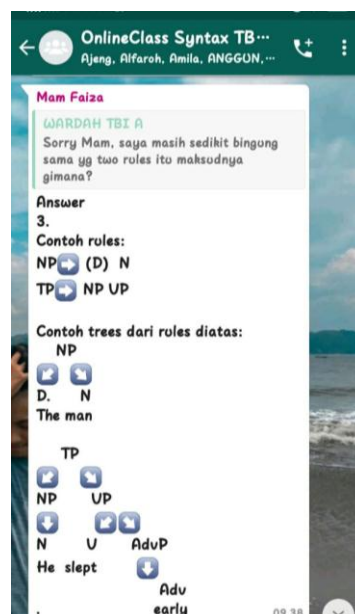 OnlineClass Syntax TB...
Ajeng, Alfaroh, Amila, ANGGUN,...
Mam Faiza
WARDAH TBI A
Sorry Mam, saya masih sedikit bingung
sama yg two rules itu maksudnya
gimana?
Answer
3.
Contoh rules:
NP➡️ (D) N
TP➡️ NP VP
Contoh trees dari rules diatas:
NP
↙️ ↘️
D. N
The man
TP
↙️ ↘️
NP VP
⬇️ ↙️↘️
N V AdvP
He slept ⬇️
Adv
early
09.38